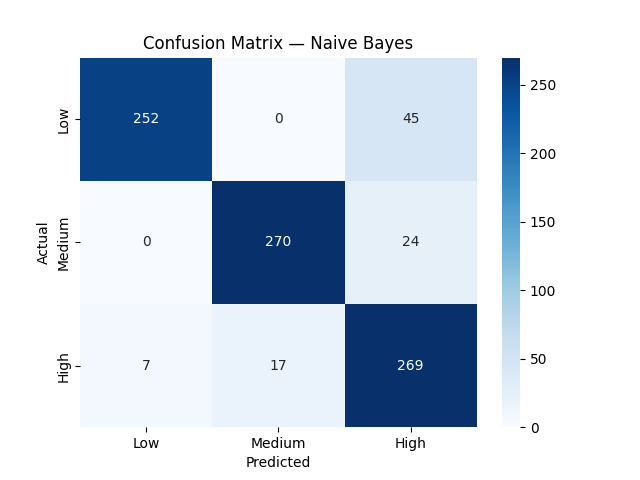 Confusion Matrix — Naive Bayes
Actual
Low
252
0
45
Medium
0
270
24
High
7
17
269
Low Medium High
Predicted
250
200
150
100
50
0